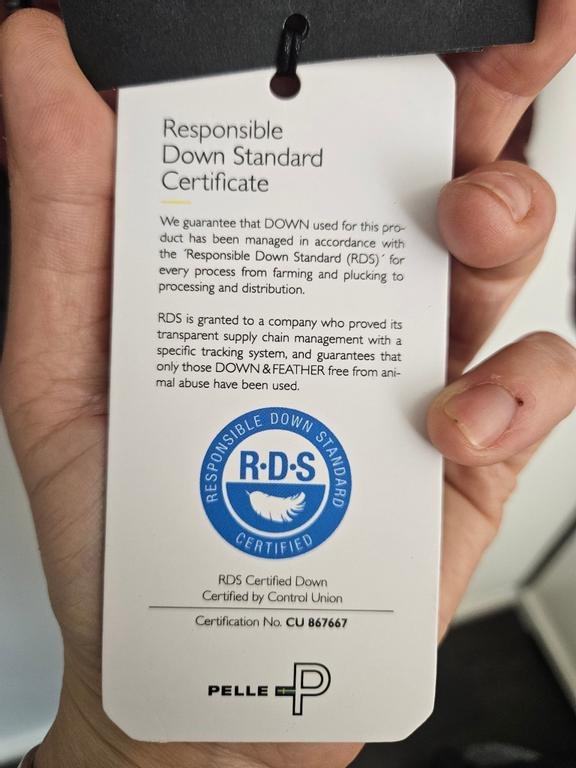 Responsible
Down Standard
Certificate
We guarantee that DOWN used for this pro-
duct has been managed in accordance with
the ´Responsible Down Standard (RDS)´ for
every process from farming and plucking to
processing and distribution.
RDS is granted to a company who proved its
transparent supply chain management with a
specific tracking system, and guarantees that
only those DOWN & FEATHER free from ani-
mal abuse have been used.
RESPONSIBLE DOWN STANDARD
R·D·S
CERTIFIED
RDS Certified Down
Certified by Control Union
Certification No. CU 867667
PELLE P